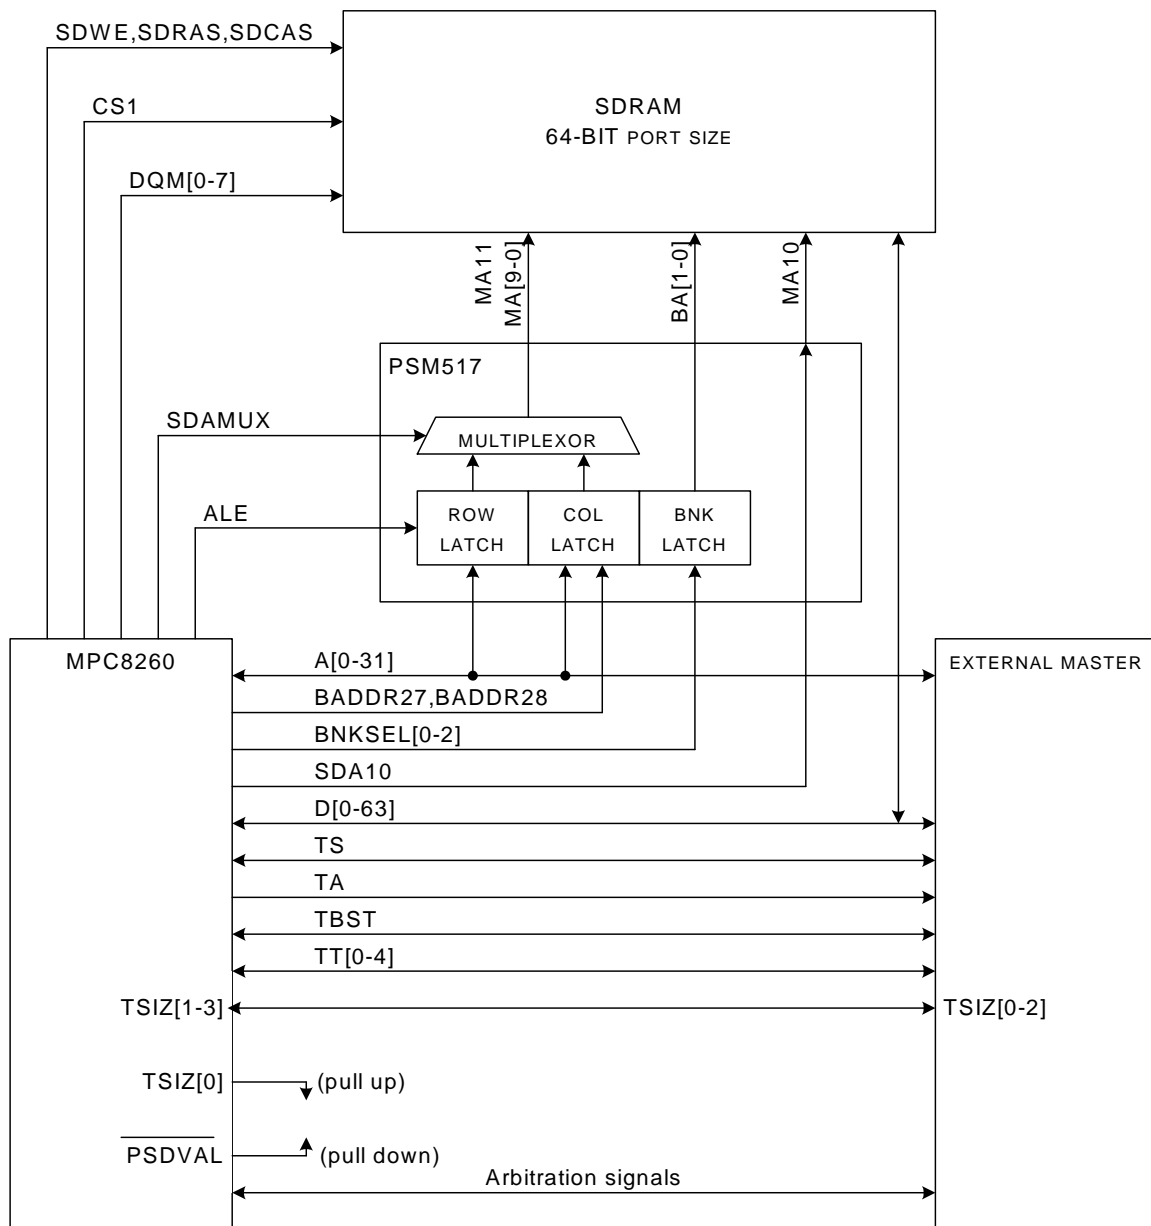 SDWE,SDRAS,SDCAS
CS1
DQM[0-7]
SDRAM
64-BIT PORT SIZE
MA11
MA[9-0]
BA[1-0]
MA10
PSM517
SDAMUX
MULTIPLEXOR
ALE
ROW
LATCH
COL
LATCH
BNK
LATCH
MPC8260
A[0-31]
EXTERNAL MASTER
BADDR27,BADDR28
BNKSEL[0-2]
SDA10
D[0-63]
TS
TA
TBST
TT[0-4]
TSIZ[1-3]
TSIZ[0-2]
TSIZ[0]
(pull up)
PSDVAL
(pull down)
Arbitration signals